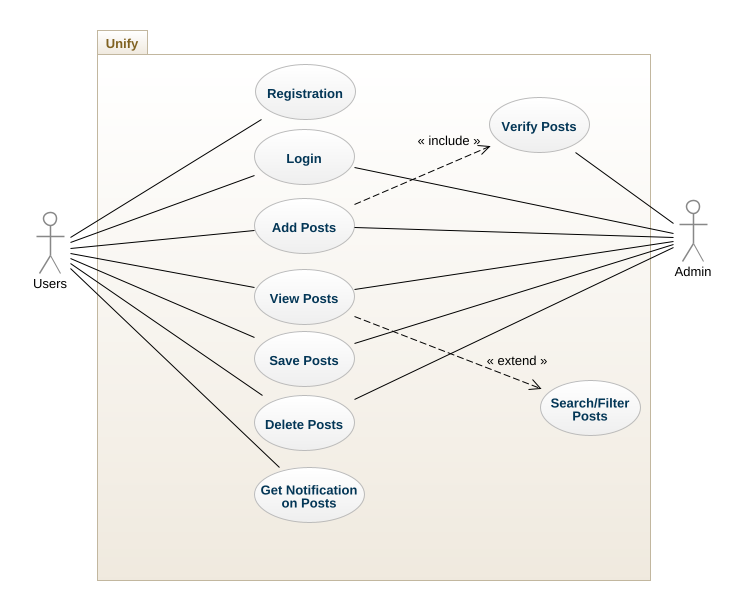 Unify
Registration
Verify Posts
« include »
Login
Add Posts
Users
Admin
View Posts
Save Posts
« extend »
Search/Filter
Posts
Delete Posts
Get Notification
on Posts